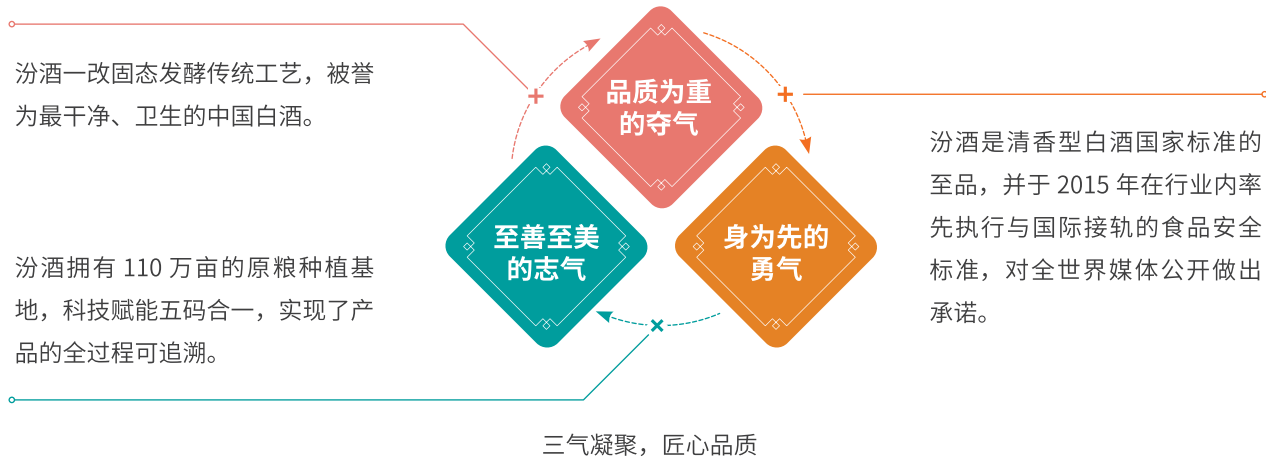 汾酒一改固态发酵传统工艺，被誉
为最干净、卫生的中国白酒。
品质为重
的夺气
汾酒是清香型白酒国家标准的
至品，并于 2015 年在行业内率
先执行与国际接轨的食品安全
标准，对全世界媒体公开做出
承诺。
至善至美
的志气
身为先的
勇气
汾酒拥有 110 万亩的原粮种植基
地，科技赋能五码合一，实现了产
品的全过程可追溯。
三气凝聚，匠心品质